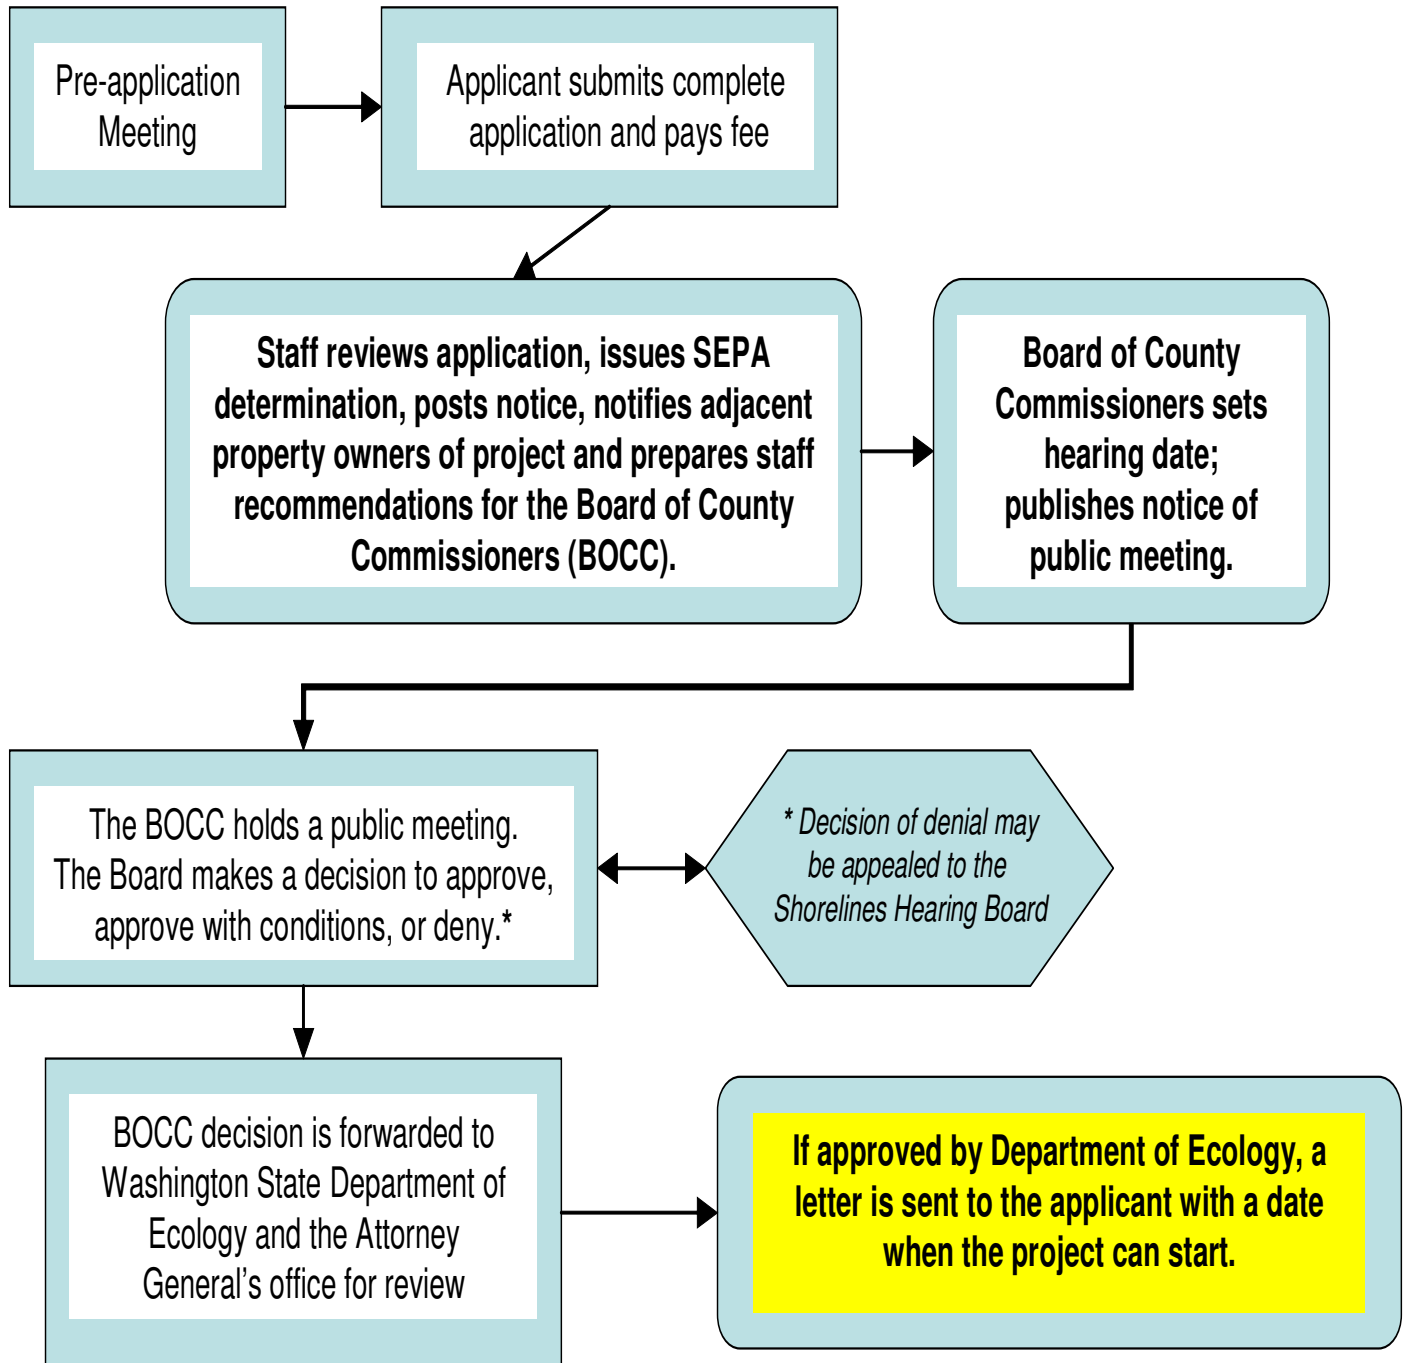 Pre-application
Meeting
Applicant submits complete
application and pays fee
Staff reviews application, issues SEPA
determination, posts notice, notifies adjacent
property owners of project and prepares staff
recommendations for the Board of County
Commissioners (BOCC).
Board of County
Commissioners sets
hearing date;
publishes notice of
public meeting.
The BOCC holds a public meeting.
The Board makes a decision to approve,
approve with conditions, or deny.*
* Decision of denial may
be appealed to the
Shorelines Hearing Board
BOCC decision is forwarded to
Washington State Department of
Ecology and the Attorney
General’s office for review
If approved by Department of Ecology, a
letter is sent to the applicant with a date
when the project can start.